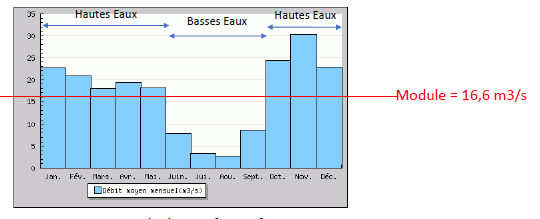 Hautes Eaux
Basses Eaux
Hautes Eaux
35
30
25
20
15
10
5
0
Module = 16,6 m3/s
Jan. Fév. Mars. Avr. Mai. Juin. Jui. Aou. Sept. Oct. Nov. Déc.
Débit moyen mensuel(m3/s)